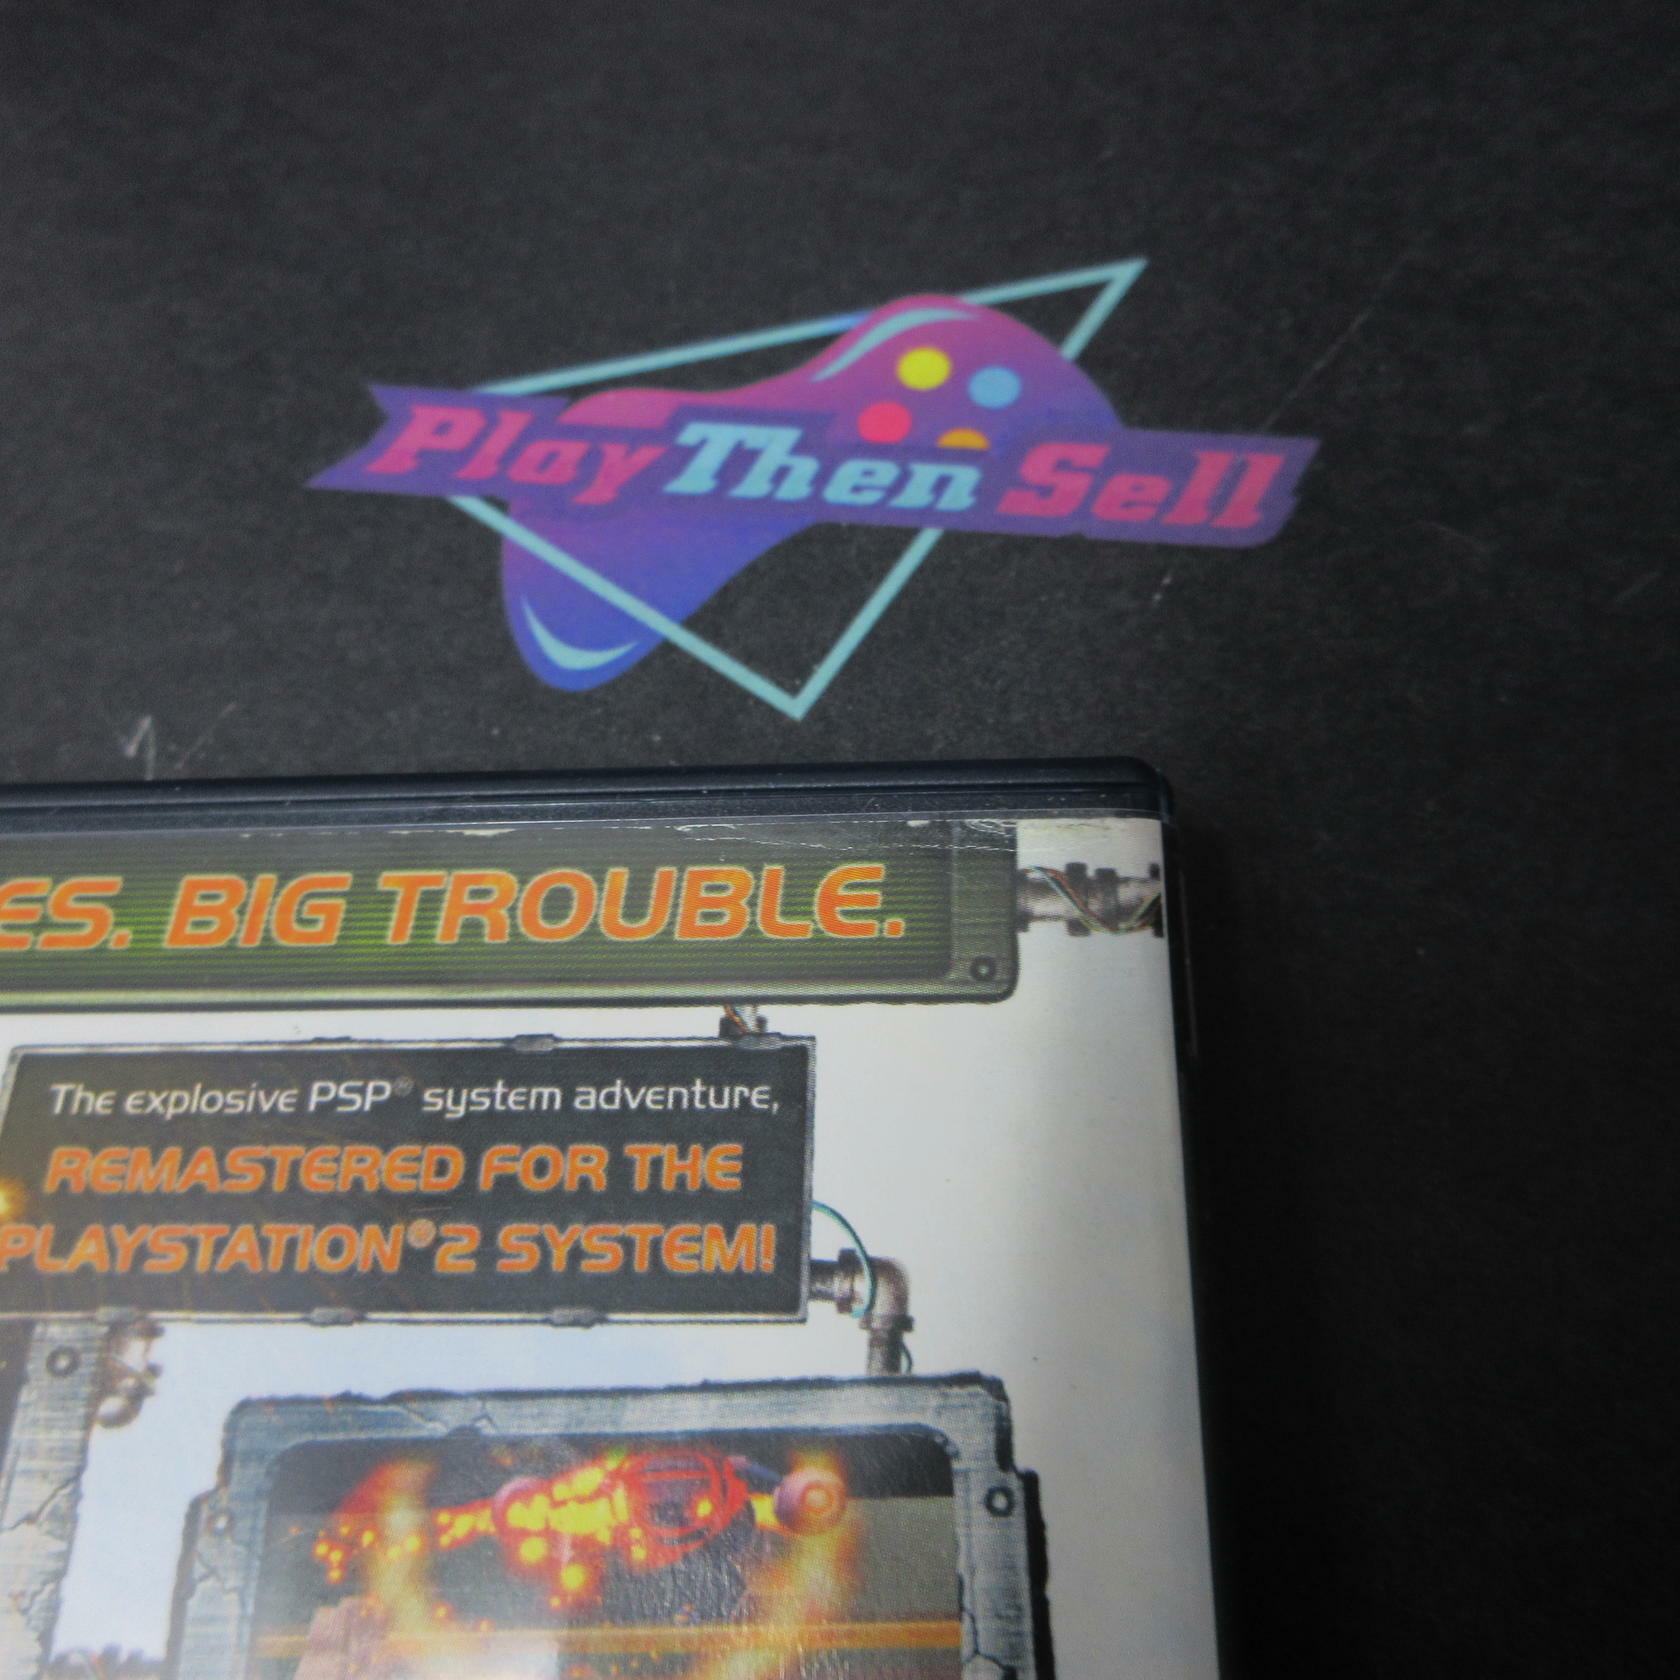 Play Then Sell
ES. BIG TROUBLE.
The explosive PSP® system adventure,
REMASTERED FOR THE
PLAYSTATION®2 SYSTEM!